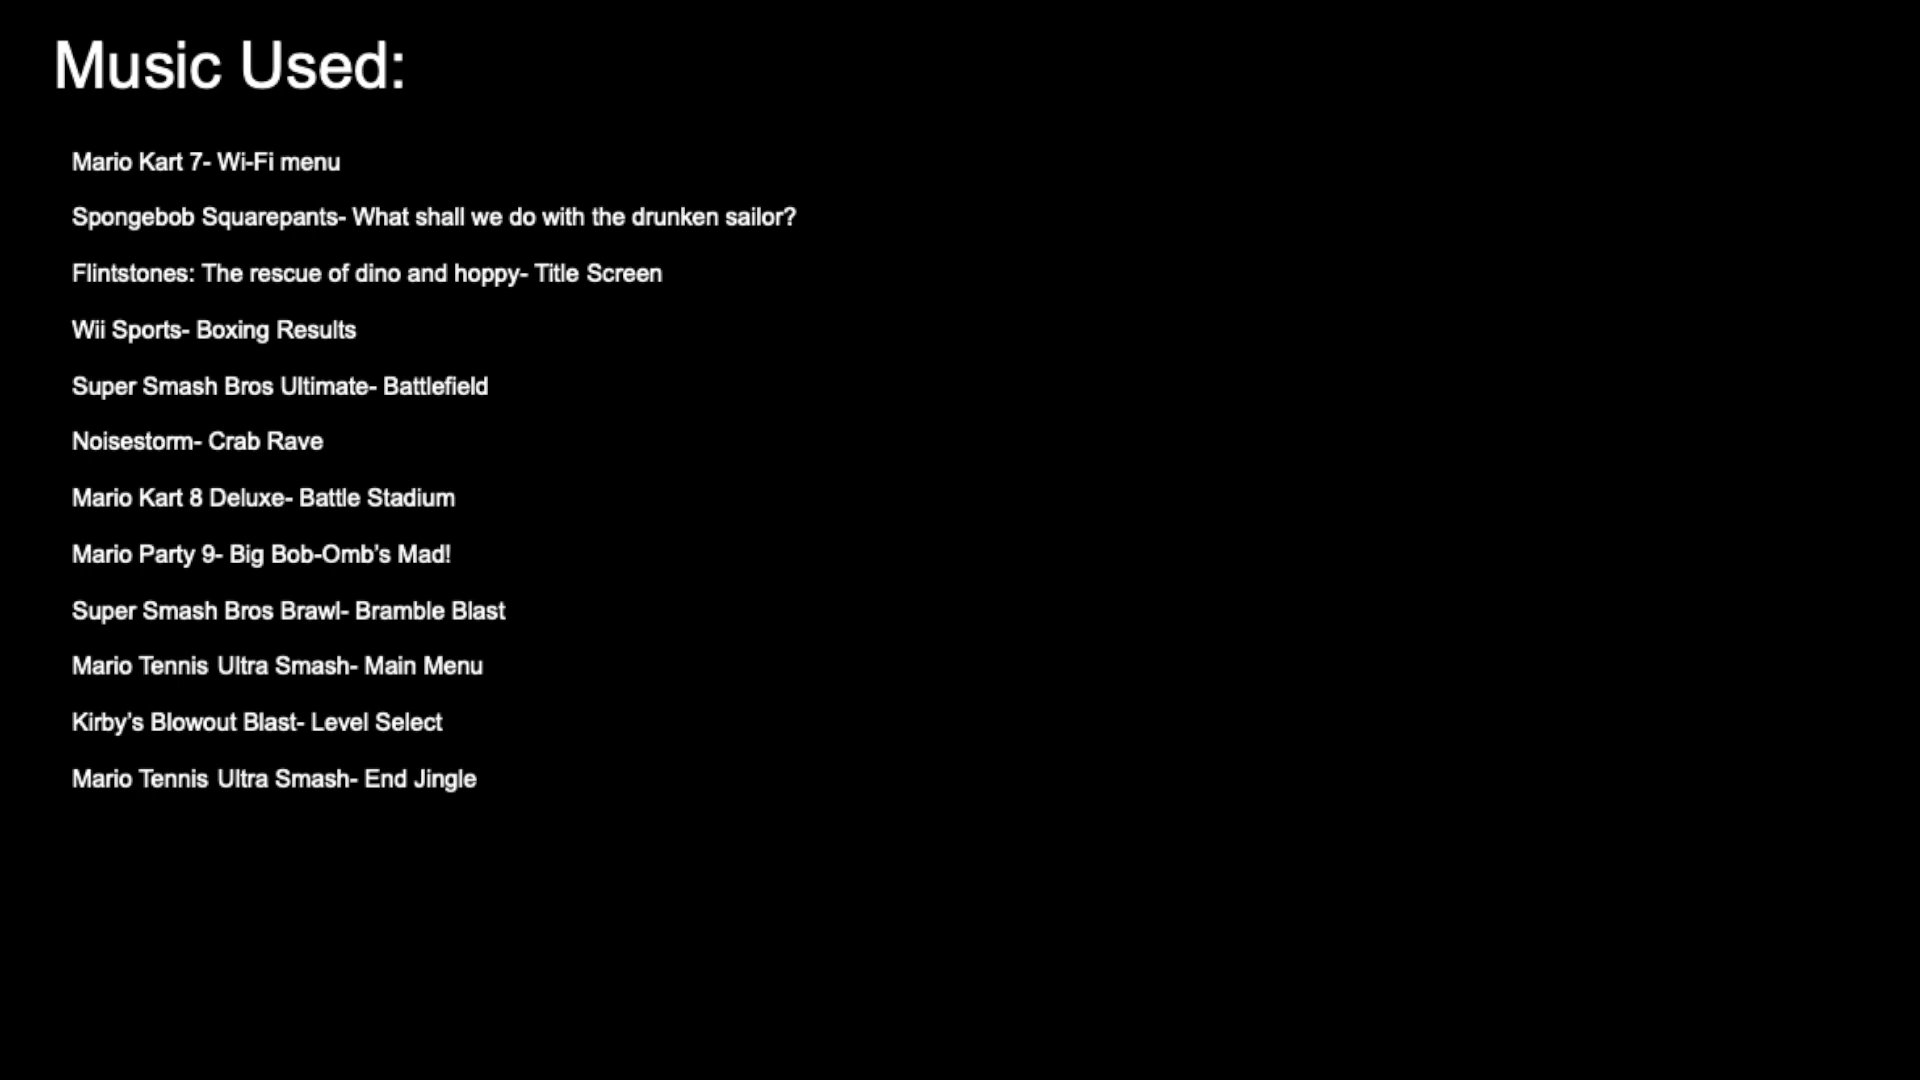 Music Used:
Mario Kart 7- Wi-Fi menu
Spongebob Squarepants- What shall we do with the drunken sailor?
Flintstones: The rescue of dino and hoppy- Title Screen
Wii Sports- Boxing Results
Super Smash Bros Ultimate- Battlefield
Noisestorm- Crab Rave
Mario Kart 8 Deluxe- Battle Stadium
Mario Party 9- Big Bob-Omb’s Mad!
Super Smash Bros Brawl- Bramble Blast
Mario Tennis Ultra Smash- Main Menu
Kirby’s Blowout Blast- Level Select
Mario Tennis Ultra Smash- End Jingle